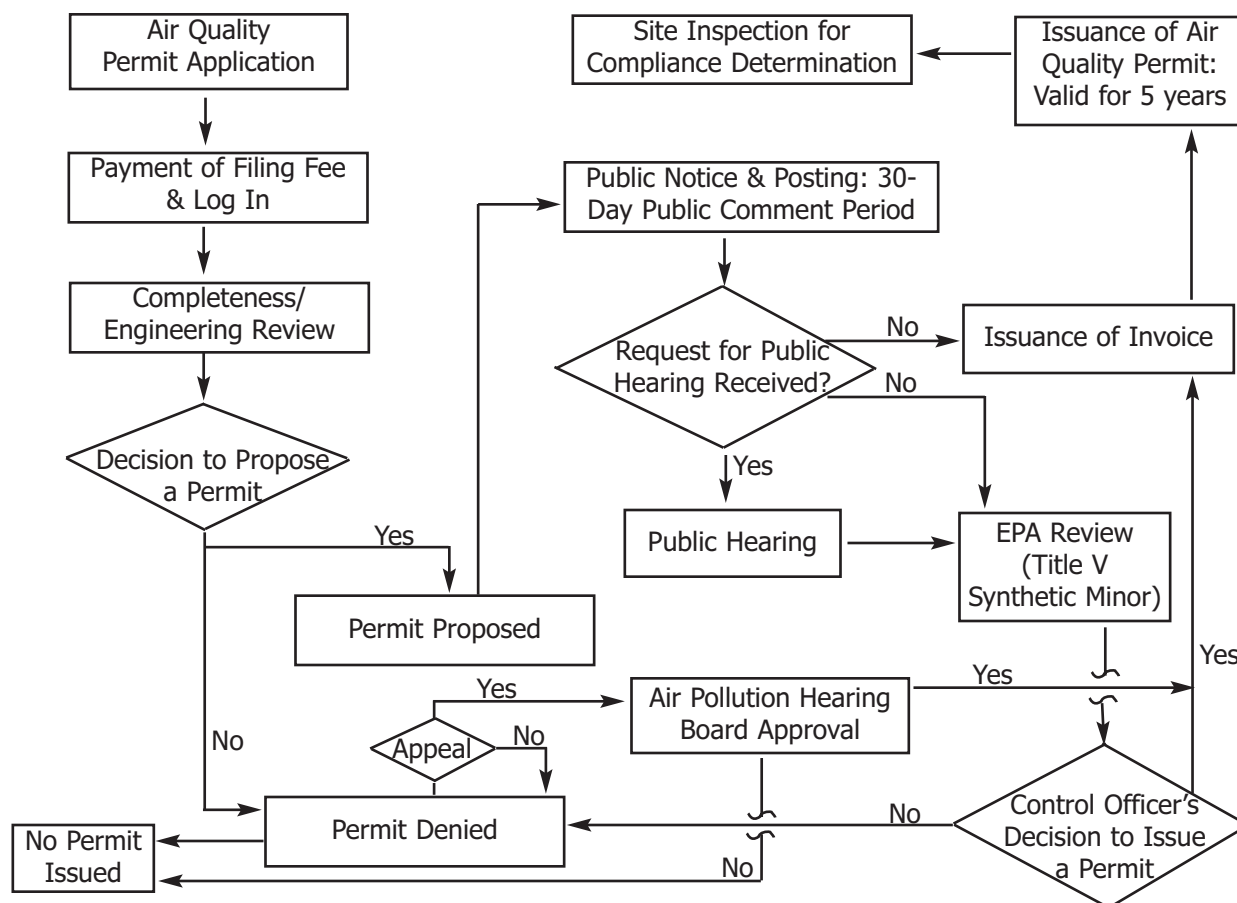 Air Quality
Permit Application
Payment of Filing Fee
& Log In
Completeness/
Engineering Review
Decision to Propose
a Permit
Yes
No
Permit Proposed
Site Inspection for
Compliance Determination
Issuance of Air
Quality Permit:
Valid for 5 years
Public Notice & Posting: 30-
Day Public Comment Period
Request for Public
Hearing Received?
No
No
Yes
Issuance of Invoice
Public Hearing
EPA Review
(Title V
Synthetic Minor)
Yes
Yes
Appeal
No
Air Pollution Hearing
Board Approval
Yes
Permit Denied
No
Control Officer's
Decision to Issue
a Permit
No Permit
Issued
No